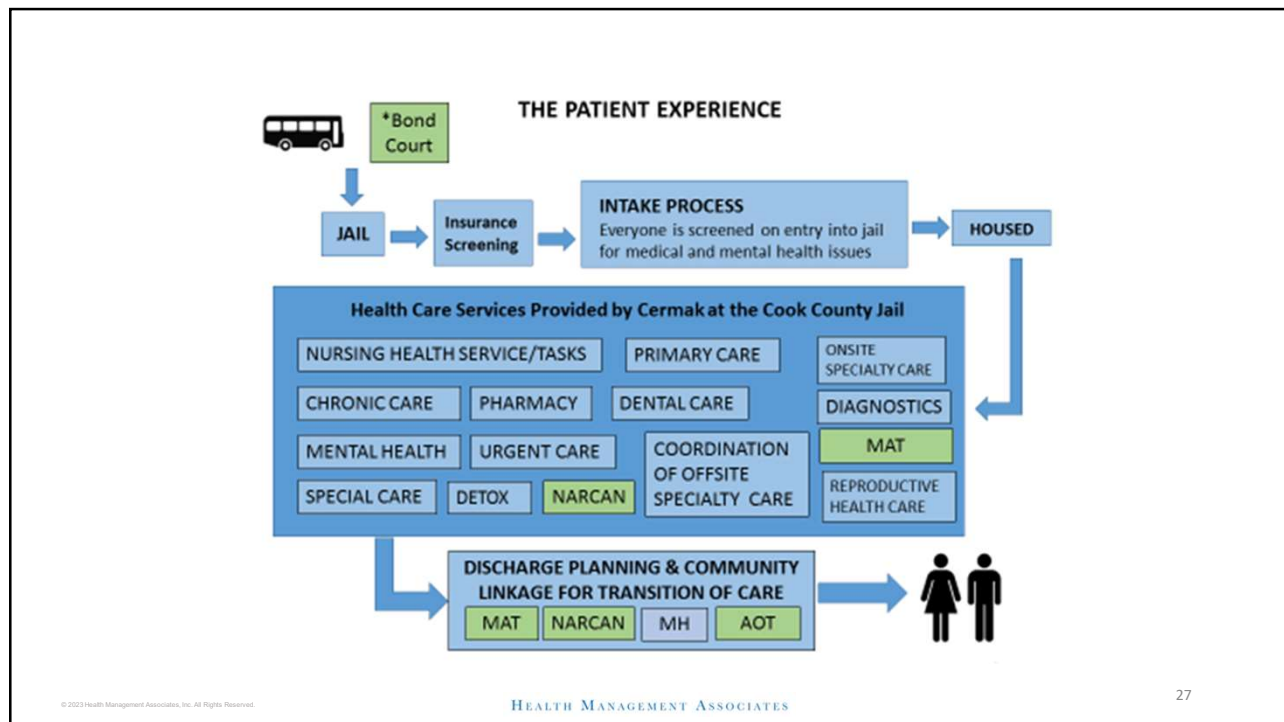 THE PATIENT EXPERIENCE
*Bond
Court
JAIL
Insurance
Screening
INTAKE PROCESS
Everyone is screened on entry into jail
for medical and mental health issues
HOUSED
Health Care Services Provided by Cermak at the Cook County Jail
NURSING HEALTH SERVICE/TASKS
PRIMARY CARE
ONSITE
SPECIALTY CARE
CHRONIC CARE
PHARMACY
DENTAL CARE
DIAGNOSTICS
MENTAL HEALTH
URGENT CARE
COORDINATION
OF OFFSITE
SPECIALTY CARE
MAT
SPECIAL CARE
DETOX
NARCAN
REPRODUCTIVE
HEALTH CARE
DISCHARGE PLANNING & COMMUNITY
LINKAGE FOR TRANSITION OF CARE
MAT
NARCAN
MH
AOT
© 2023 Health Management Associates, Inc. All Rights Reserved.
HEALTH MANAGEMENT ASSOCIATES
27